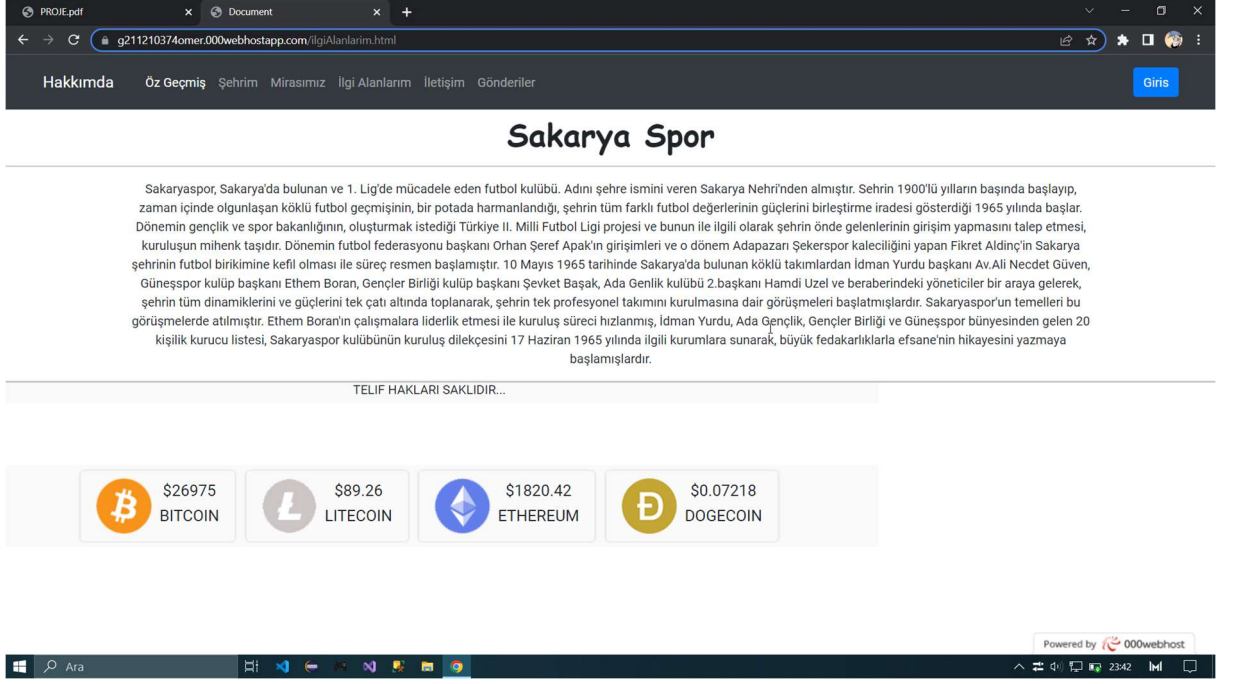 PROJE.pdf
Document
g211210374omer.000webhostapp.com/ilgiAlanlarim.html
Hakkımda Öz Geçmiş Şehrim Mirasımız İlgi Alanlarım İletişim Gönderiler Giris
Sakarya Spor
Sakaryaspor, Sakarya'da bulunan ve 1. Lig'de mücadele eden futbol kulübü. Adını şehre ismini veren Sakarya Nehri'nden almıştır. Sehrin 1900'lü yılların başında başlayıp,
zaman içinde olgunlaşan köklü futbol geçmişinin, bir potada harmanlandığı, şehrin tüm farklı futbol değerlerinin güçlerini birleştirme iradesi gösterdiği 1965 yılında başlar.
Dönemin gençlik ve spor bakanlığının, oluşturmak istediği Türkiye II. Milli Futbol Ligi projesi ve bunun ile ilgili olarak şehrin önde gelenlerinin girişim yapmasını talep etmesi,
kuruluşun mihenk taşıdır. Dönemin futbol federasyonu başkanı Orhan Şeref Apak'ın girişimleri ve o dönem Adapazarı Şekerspor kaleciliğini yapan Fikret Aldinç'in Sakarya
şehrinin futbol birikimine kefil olması ile süreç resmen başlamıştır. 10 Mayıs 1965 tarihinde Sakarya'da bulunan köklü takımlardan İdman Yurdu başkanı Av.Ali Necdet Güven,
Güneşspor kulüp başkanı Ethem Boran, Gençler Birliği kulüp başkanı Şevket Başak, Ada Genlik kulübü 2.başkanı Hamdi Uzel ve beraberindeki yöneticiler bir araya gelerek,
şehrin tüm dinamiklerini ve güçlerini tek çatı altında toplanarak, şehrin tek profesyonel takımını kurulmasına dair görüşmeleri başlatmışlardır. Sakaryaspor'un temelleri bu
görüşmelerde atılmıştır. Ethem Boran'ın çalışmalara liderlik etmesi ile kuruluş süreci hızlanmış, İdman Yurdu, Ada Gençlik, Gençler Birliği ve Güneşspor bünyesinden gelen 20
kişilik kurucu listesi, Sakaryaspor kulübünün kuruluş dilekçesini 17 Haziran 1965 yılında ilgili kurumlara sunarak, büyük fedakarlıklarla efsane'nin hikayesini yazmaya
başlamışlardır.
TELIF HAKLARI SAKLIDIR...
$26975
BITCOIN
$89.26
LITECOIN
$1820.42
ETHEREUM
$0.07218
DOGECOIN
Powered by 000webhost
Ara
23:42